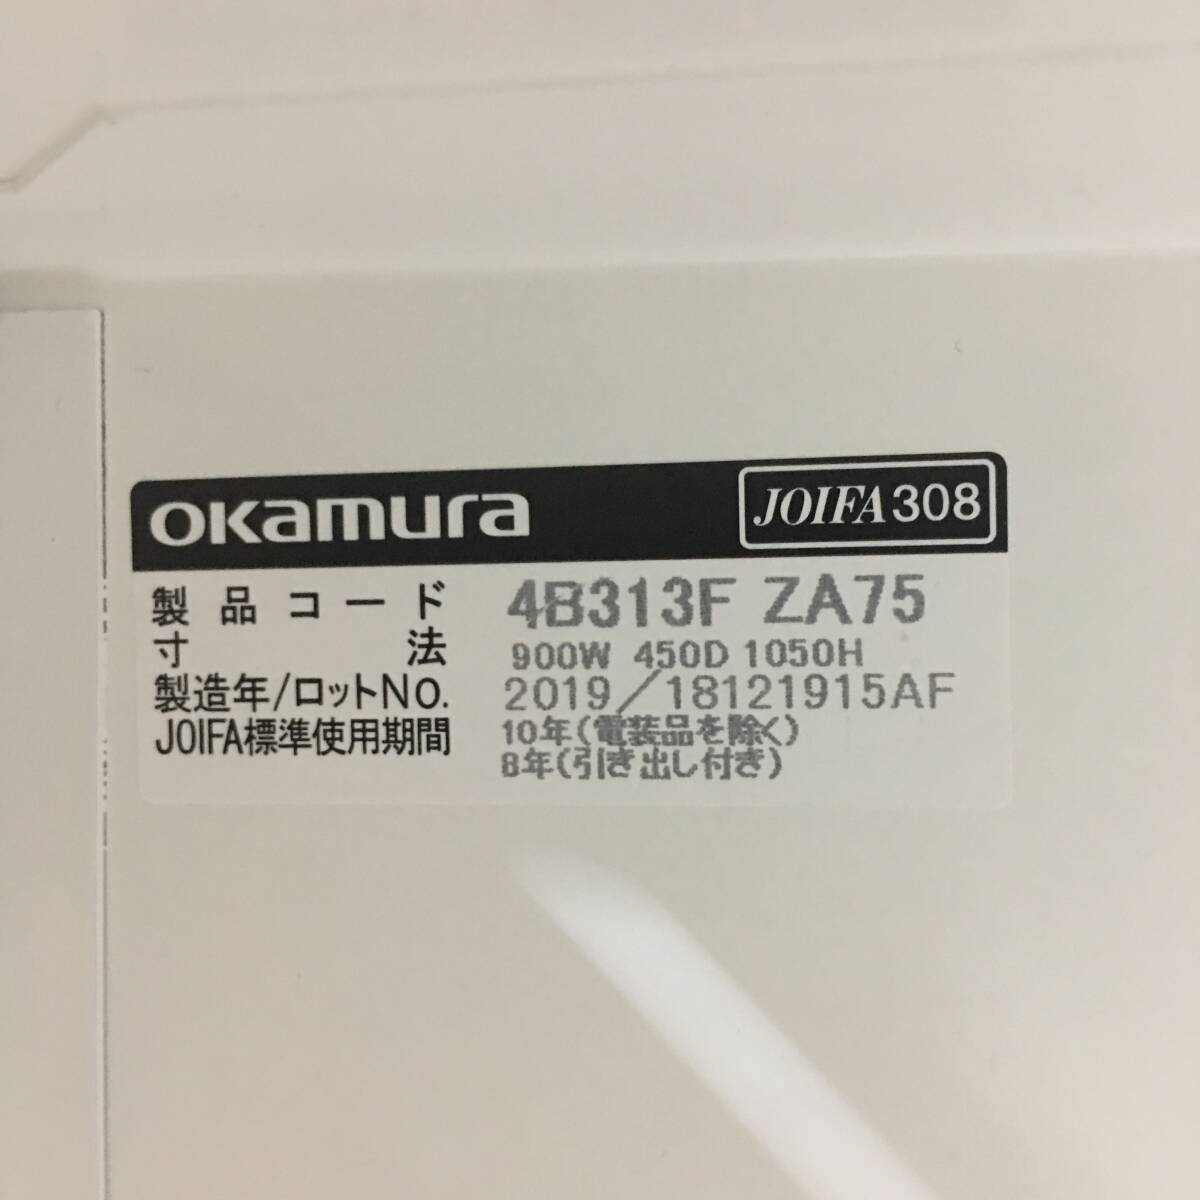 okamura JOIFA308
製品コード 4B313F ZA75
寸法 900W 450D 1050H
製造年/ロットNo. 2019/18121915AF
JOIFA標準使用期間 10年(電装品を除く)
8年(引き出し付き)